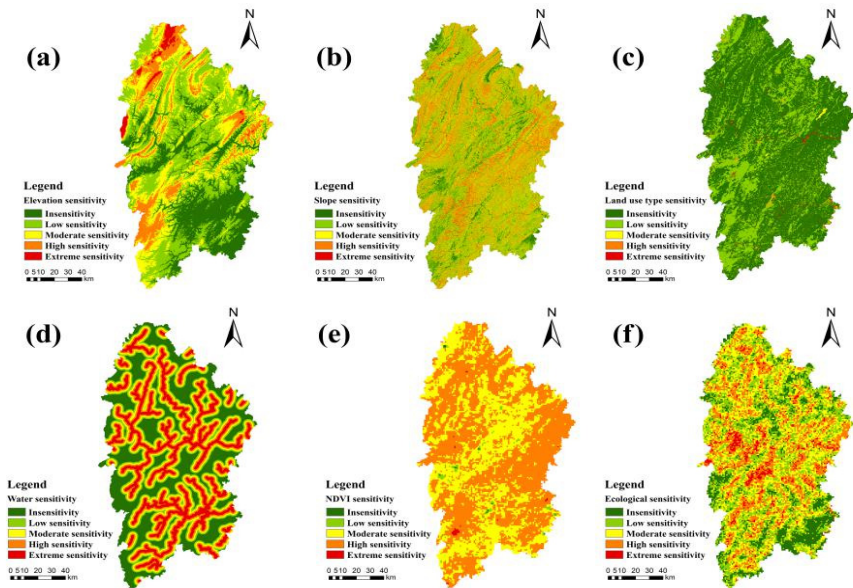 N
(a)
Legend
Elevation sensitivity
Insensitivity
Low sensitivity
Moderate sensitivity
High sensitivity
Extreme sensitivity
0 510 20 30 40
km
N
(b)
Legend
Slope sensitivity
Insensitivity
Low sensitivity
Moderate sensitivity
High sensitivity
Extreme sensitivity
0 510 20 30 40
km
N
(c)
Legend
Land use type sensitivity
Insensitivity
Low sensitivity
Moderate sensitivity
High sensitivity
Extreme sensitivity
0 510 20 30 40
km
N
(d)
Legend
Water sensitivity
Insensitivity
Low sensitivity
Moderate sensitivity
High sensitivity
Extreme sensitivity
0 510 20 30 40
km
N
(e)
Legend
NDVI sensitivity
Insensitivity
Low sensitivity
Moderate sensitivity
High sensitivity
Extreme sensitivity
0 510 20 30 40
km
N
(f)
Legend
Ecological sensitivity
Insensitivity
Low sensitivity
Moderate sensitivity
High sensitivity
Extreme sensitivity
0 510 20 30 40
km